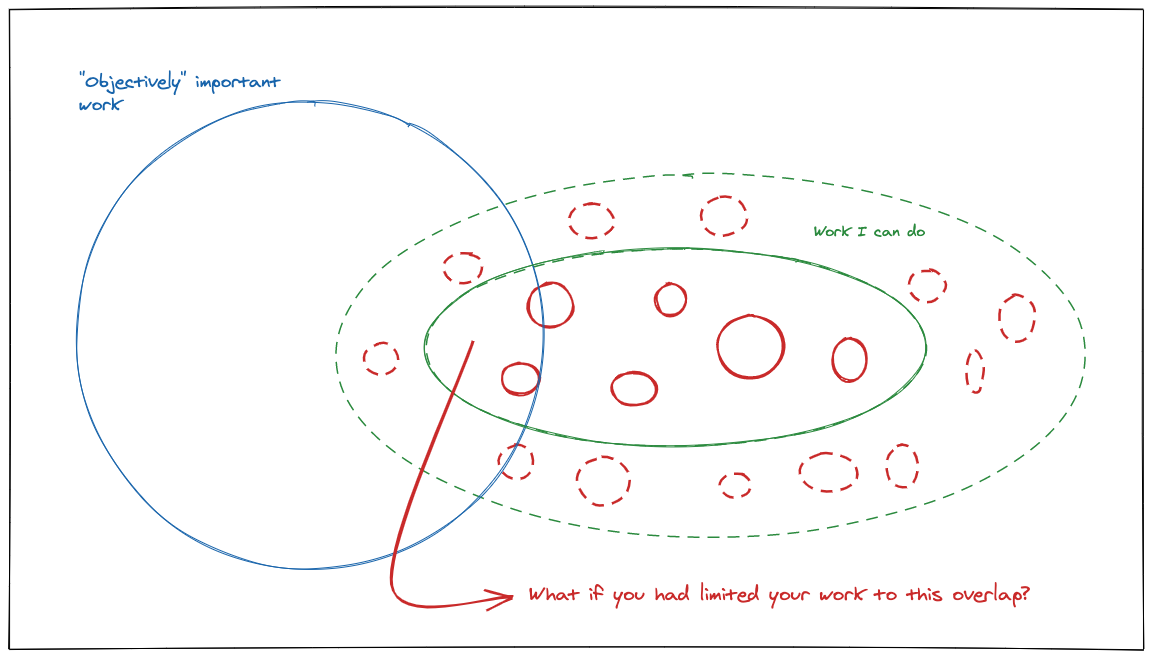 "Objectively" important
work
Work I can do
What if you had limited your work to this overlap?